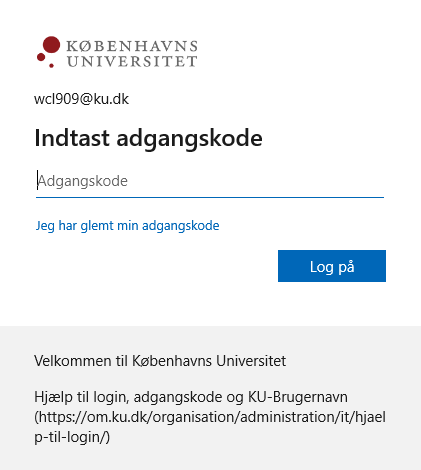 KØBENHAVNS
UNIVERSITET
wcl909@ku.dk
Indtast adgangskode
Adgangskode
Jeg har glemt min adgangskode
Log på
Velkommen til Københavns Universitet
Hjælp til login, adgangskode og KU-Brugernavn
(https://om.ku.dk/organisation/administration/it/hjael
p-til-login/)